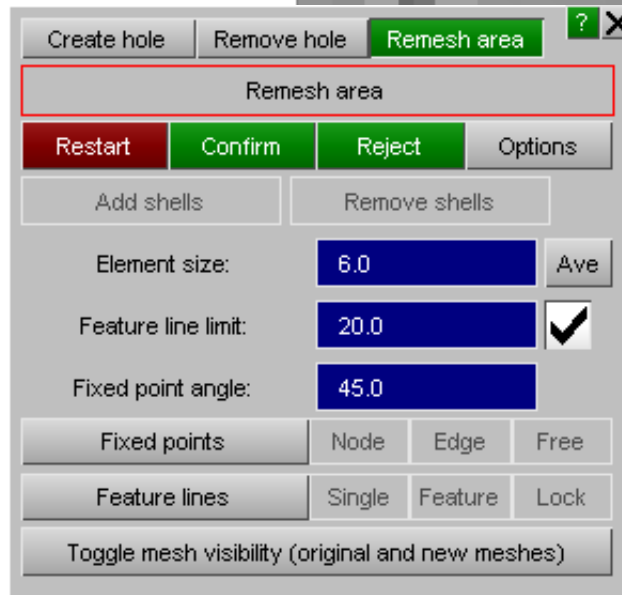 Create hole Remove hole Remesh area ? X
Remesh area
Restart Confirm Reject Options
Add shells Remove shells
Element size: 6.0 Ave
Feature line limit: 20.0
Fixed point angle: 45.0
Fixed points Node Edge Free
Feature lines Single Feature Lock
Toggle mesh visibility (original and new meshes)